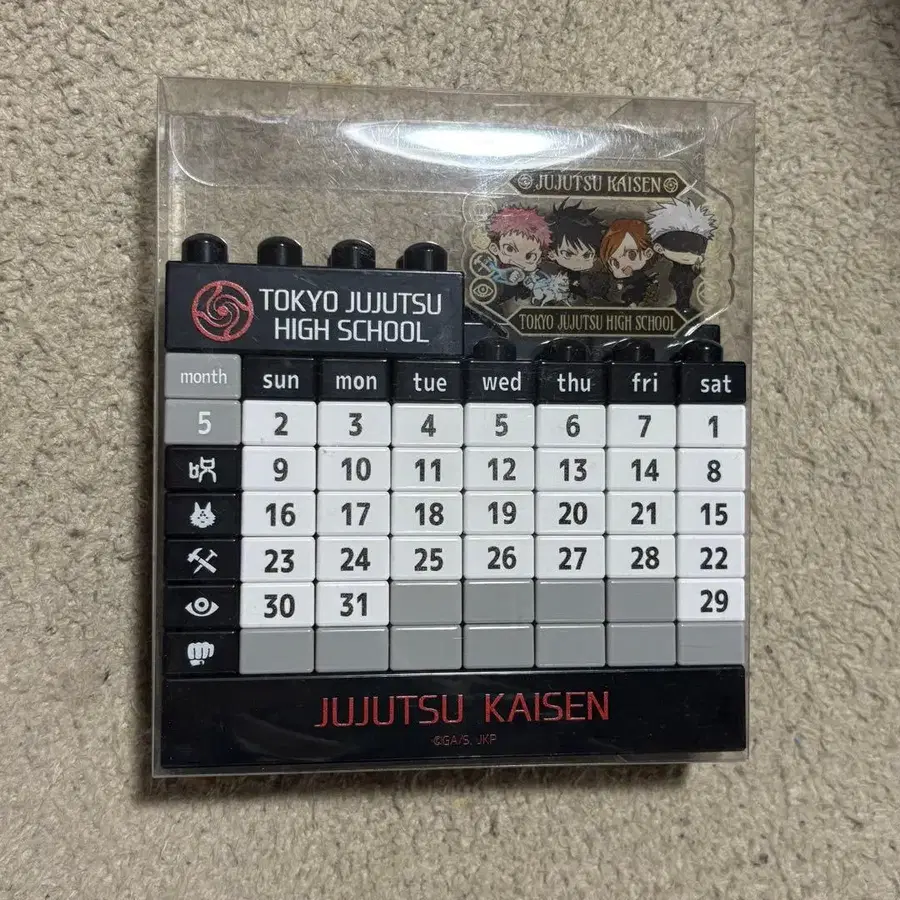 JUJUTSU KAISEN
TOKYO JUJUTSU HIGH SCHOOL
TOKYO JUJUTSU
HIGH SCHOOL
month sun mon tue wed thu fri sat
5 2 3 4 5 6 7 1
呪 9 10 11 12 13 14 8
16 17 18 19 20 21 15
23 24 25 26 27 28 22
30 31 29
JUJUTSU KAISEN
©GA/S, JKP